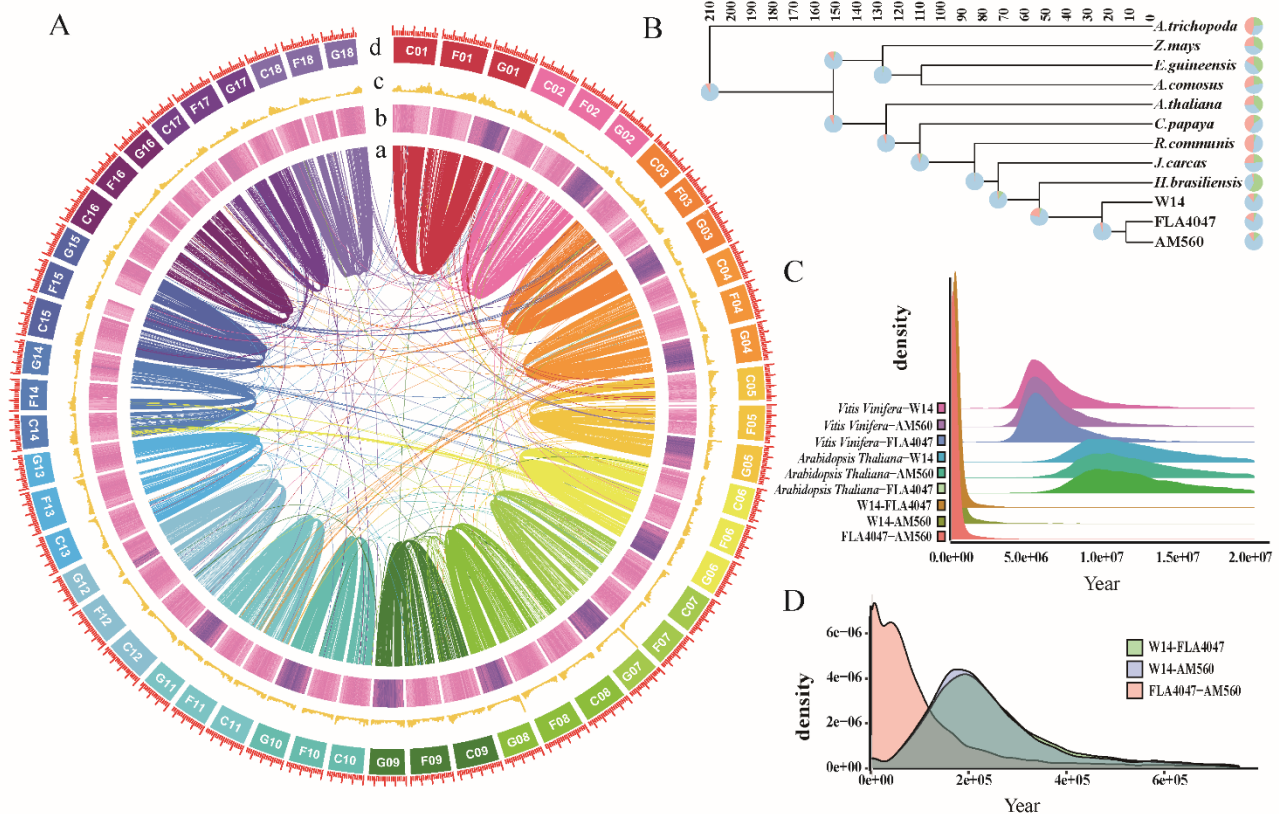 A
d
c
b
a
C01
F01
G01
C02
F02
G02
C03
F03
G03
C04
F04
G04
C05
F05
G05
C06
F06
G06
C07
F07
G07
C08
F08
G08
C09
F09
G09
C10
F10
G10
C11
F11
G11
C12
F12
G12
C13
F13
G13
C14
F14
G14
C15
F15
G15
C16
F16
G16
C17
F17
G17
C18
F18
G18
B
210 200 190 180 170 160 150 140 130 120 110 100 90 80 70 60 50 40 30 20 10 0
A.trichopoda
Z.mays
E.guineensis
A.comosus
A.thaliana
C.papaya
R.communis
J.carcas
H.brasiliensis
W14
FLA4047
AM560
C
density
Vitis Vinifera–W14
Vitis Vinifera–AM560
Vitis Vinifera–FLA4047
Arabidopsis Thaliana–W14
Arabidopsis Thaliana–AM560
Arabidopsis Thaliana–FLA4047
W14-FLA4047
W14-AM560
FLA4047-AM560
0.0e+00 5.0e+06 1.0e+07 1.5e+07 2.0e+07
Year
D
density
6e−06
4e−06
2e−06
0e+00
0e+00 2e+05 4e+05 6e+05
Year
W14-FLA4047
W14-AM560
FLA4047-AM560